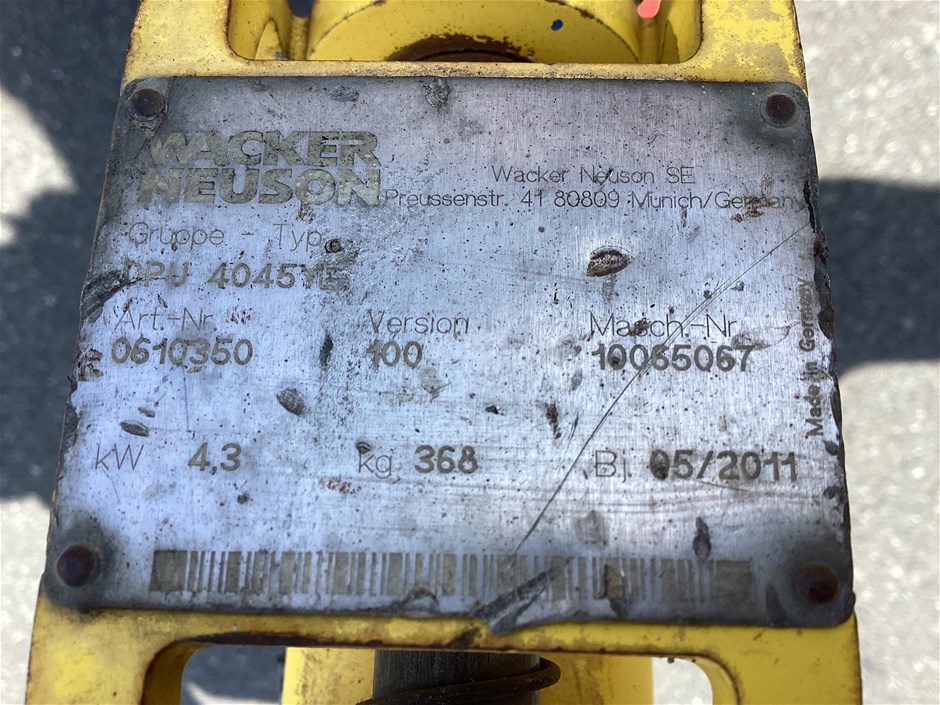 WACKER
NEUSON
Wacker Neuson SE
Preussenstr. 41 80809 Munich/Germany
Gruppe - Typ
DPU 4045YE
Art.-Nr. Version Masch.-Nr.
0610350 100 10065067
kW 4,3 kg 368 Bj. 05/2011
Made in Germany